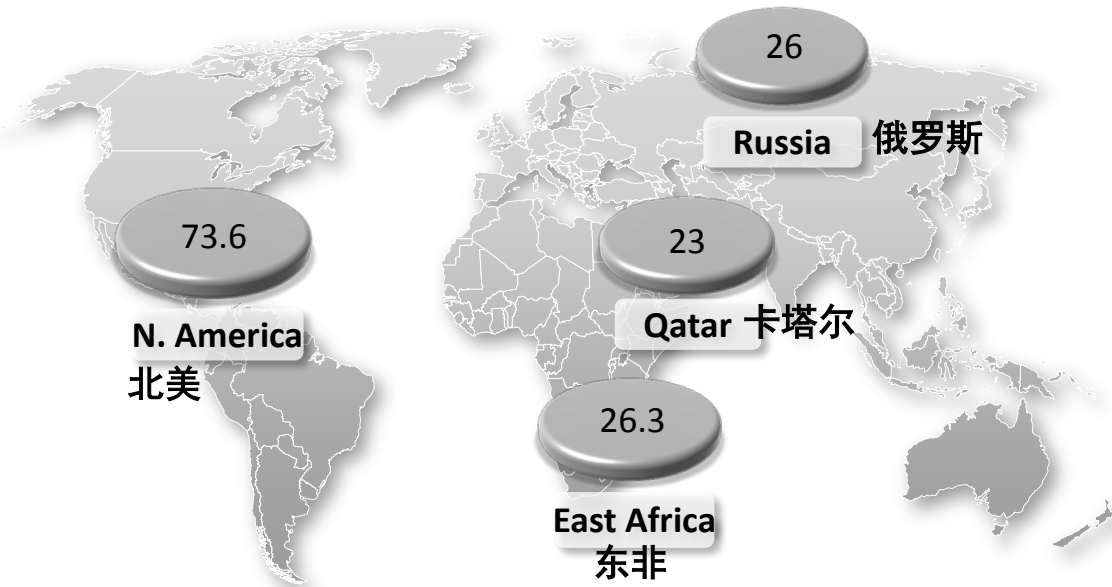 26
Russia 俄罗斯
73.6
N. America
北美
23
Qatar 卡塔尔
26.3
East Africa
东非